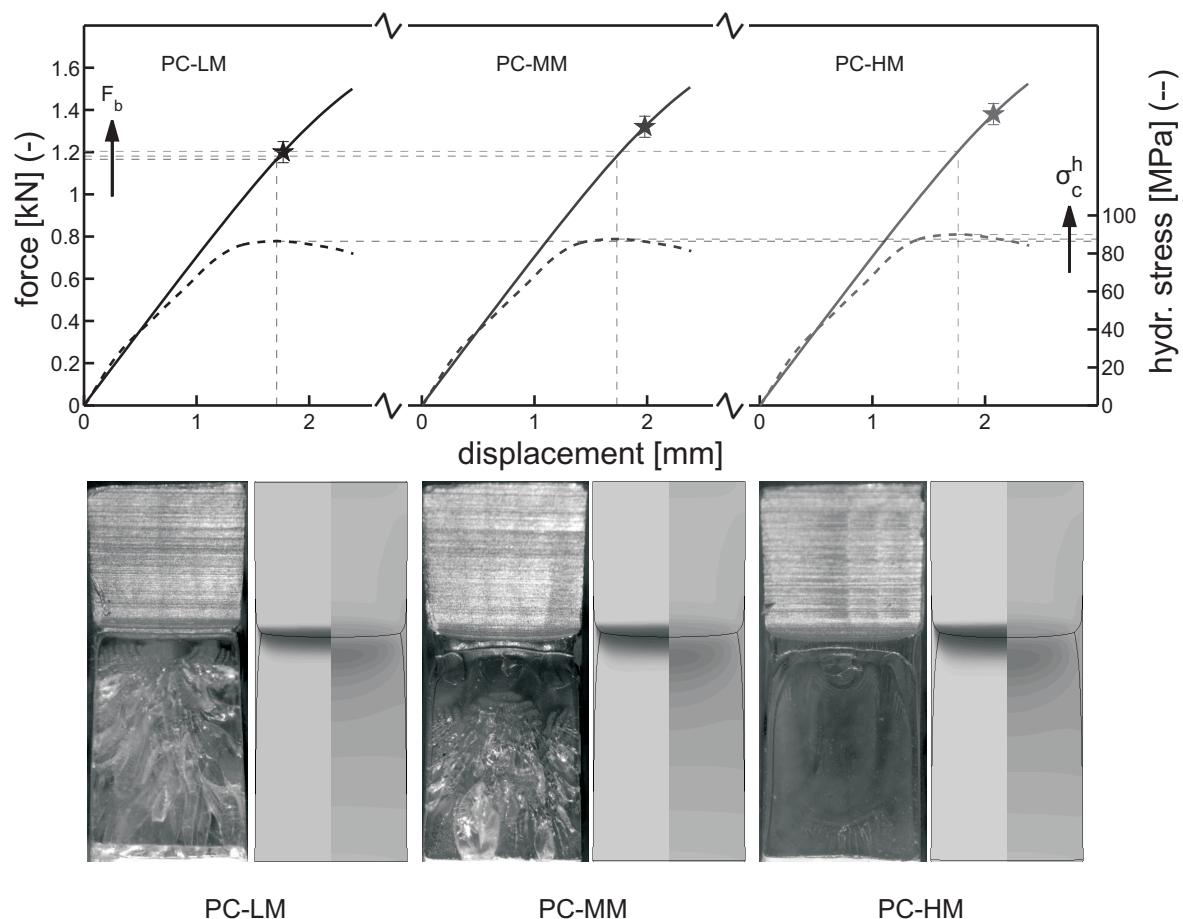 PC-LM PC-MM PC-HM
force [kN] (-)
1.6
1.4
1.2
1
0.8
0.6
0.4
0.2
0
F_b
σ_c^h
hydr. stress [MPa] (--)
100
80
60
40
20
0
0 1 2 0 1 2 0 1 2
displacement [mm]
PC-LM PC-MM PC-HM